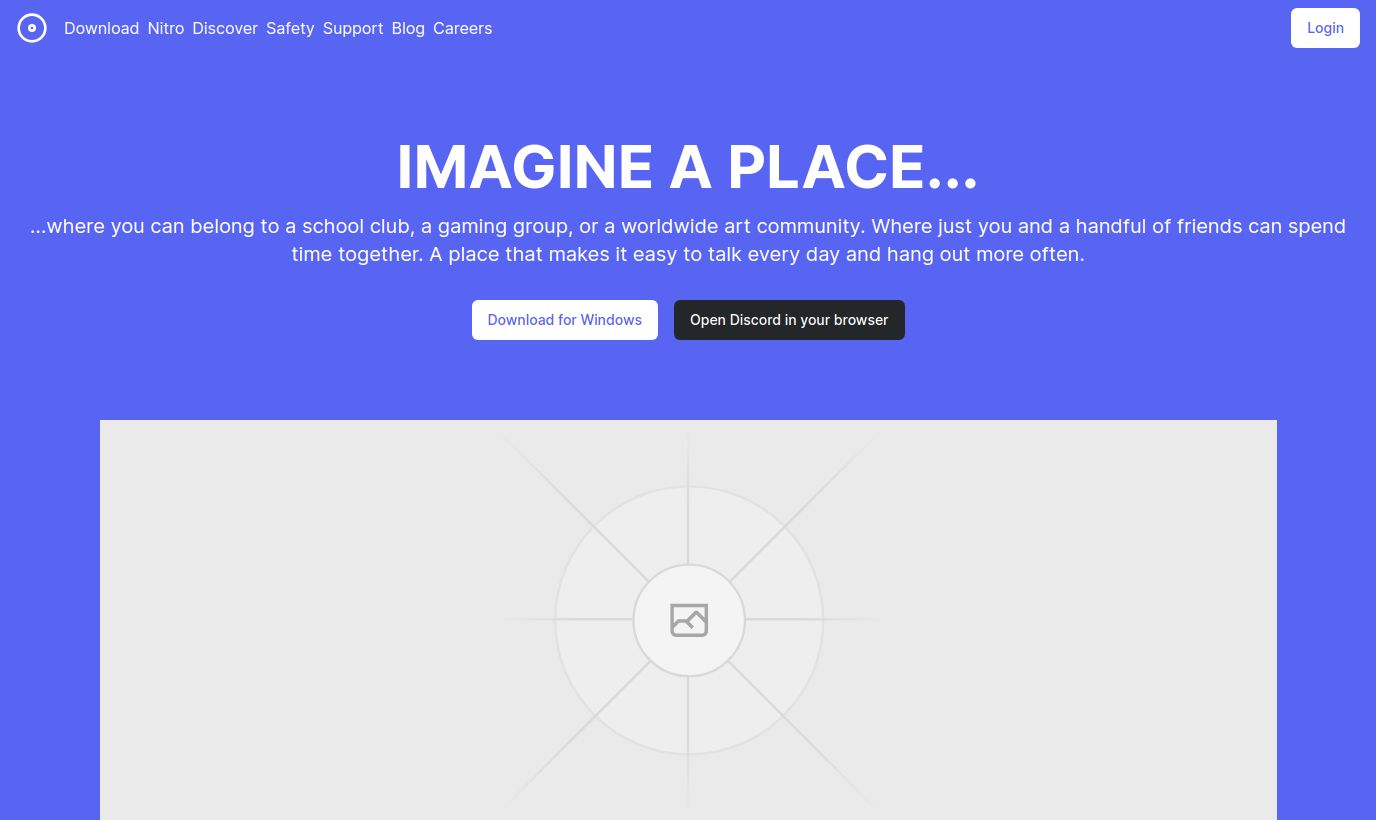 Download Nitro Discover Safety Support Blog Careers
Login
IMAGINE A PLACE...
...where you can belong to a school club, a gaming group, or a worldwide art community. Where just you and a handful of friends can spend
time together. A place that makes it easy to talk every day and hang out more often.
Download for Windows
Open Discord in your browser